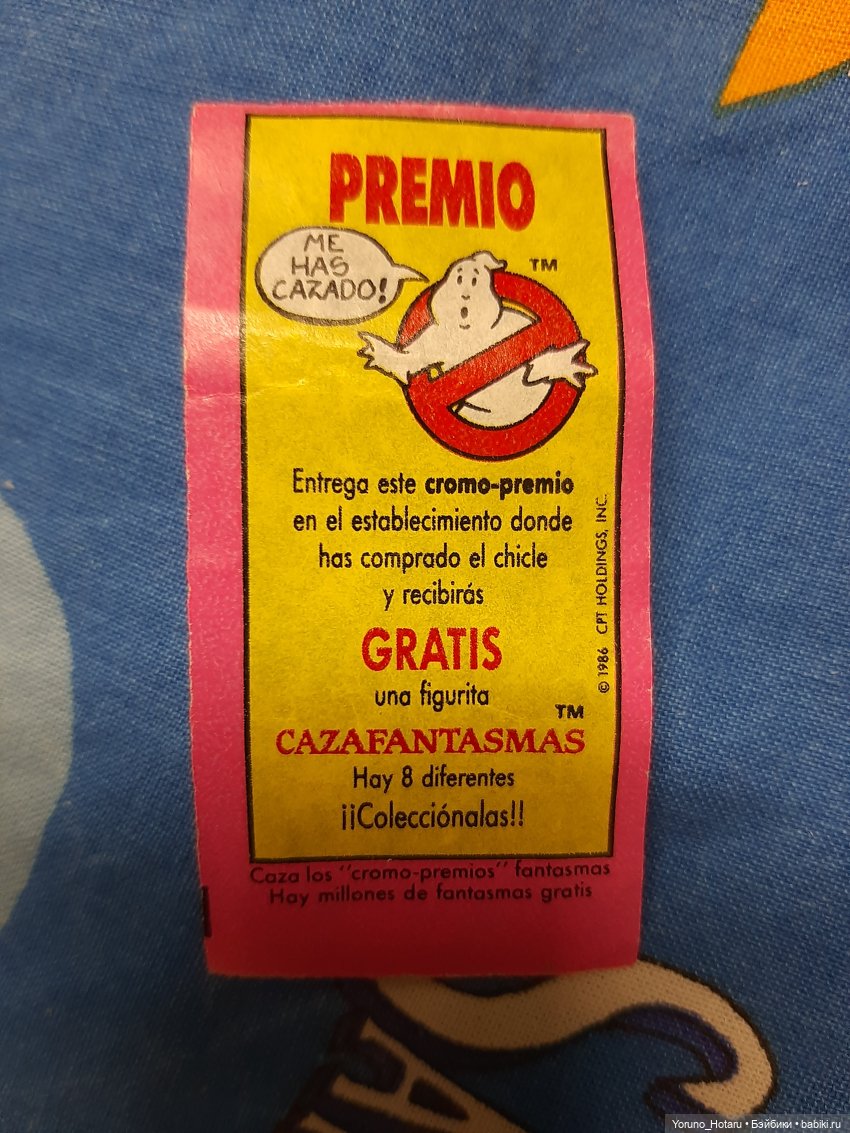 PREMIO
ME
HAS
CAZADO!
TM
Entrega este cromo-premio
en el establecimiento donde
has comprado el chicle
y recibirás
GRATIS
una figurita
TM
CAZAFANTASMAS
Hay 8 diferentes
¡¡Colecciónalas!!
© 1986 CPT HOLDINGS, INC.
Caza los "cromo-premios" fantasmas
Hay millones de fantasmas gratis
Yoruno_Hotaru • Бэйбики • babiki.ru